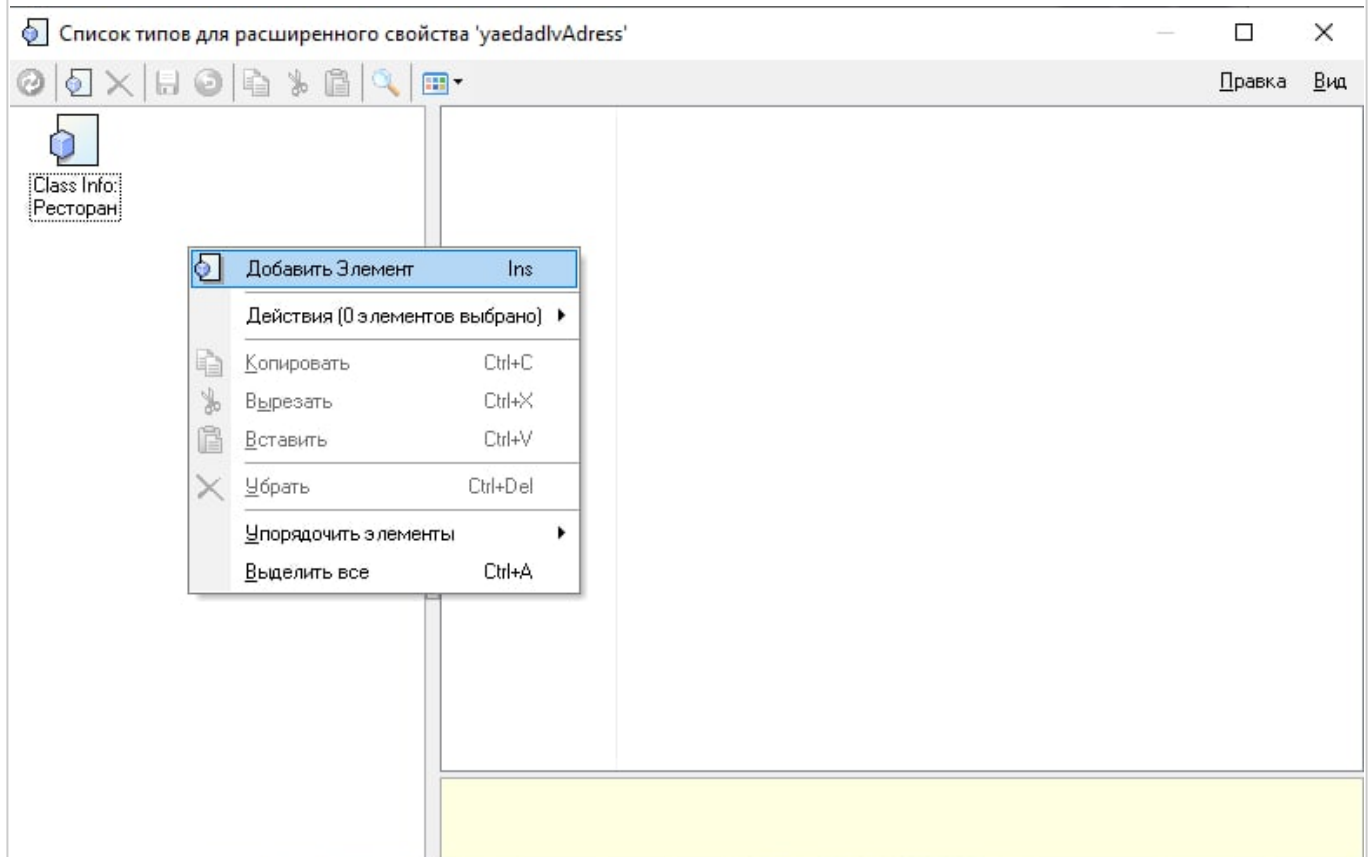 Список типов для расширенного свойства 'yaedadlvAdress'
Правка Вид
Class Info:
Ресторан
Добавить Элемент Ins
Действия (0 элементов выбрано)
Копировать Ctrl+C
Вырезать Ctrl+X
Вставить Ctrl+V
Убрать Ctrl+Del
Упорядочить элементы
Выделить все Ctrl+A